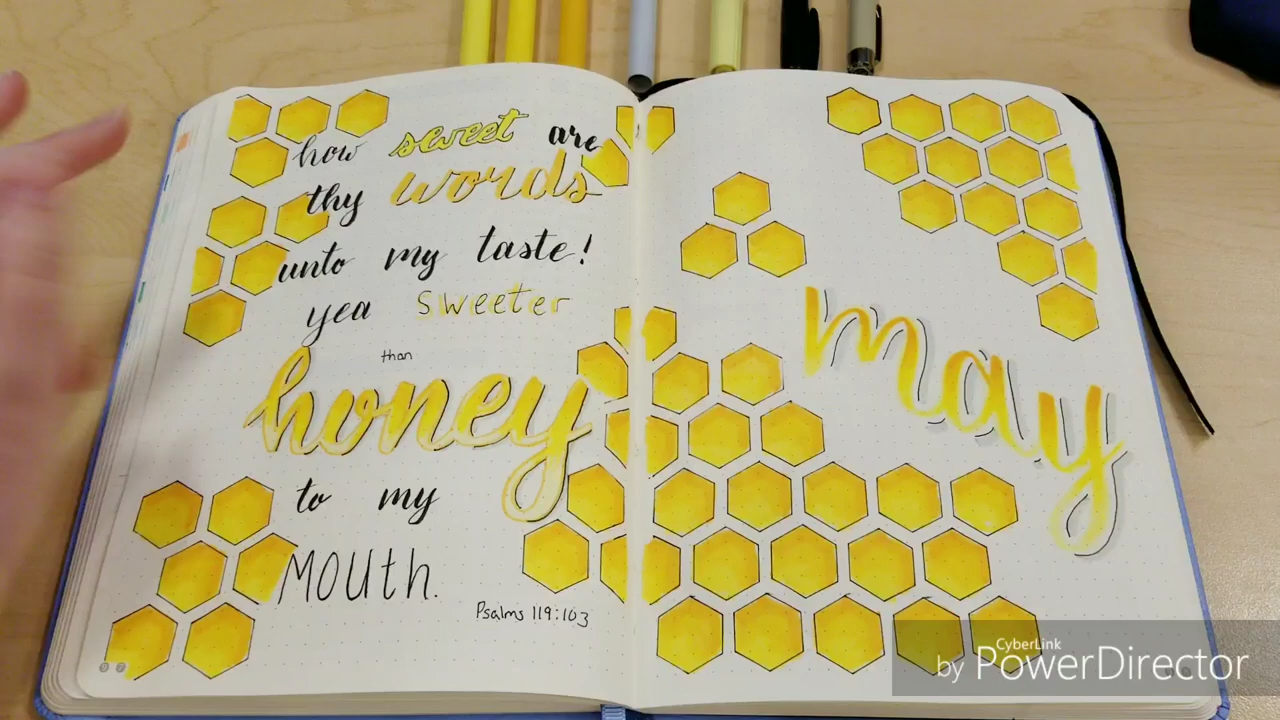 how sweet are
thy words
unto my taste!
yea sweeter
than
honey
to my
MOUth.
Psalms 119:103
may
CyberLink
by PowerDirector